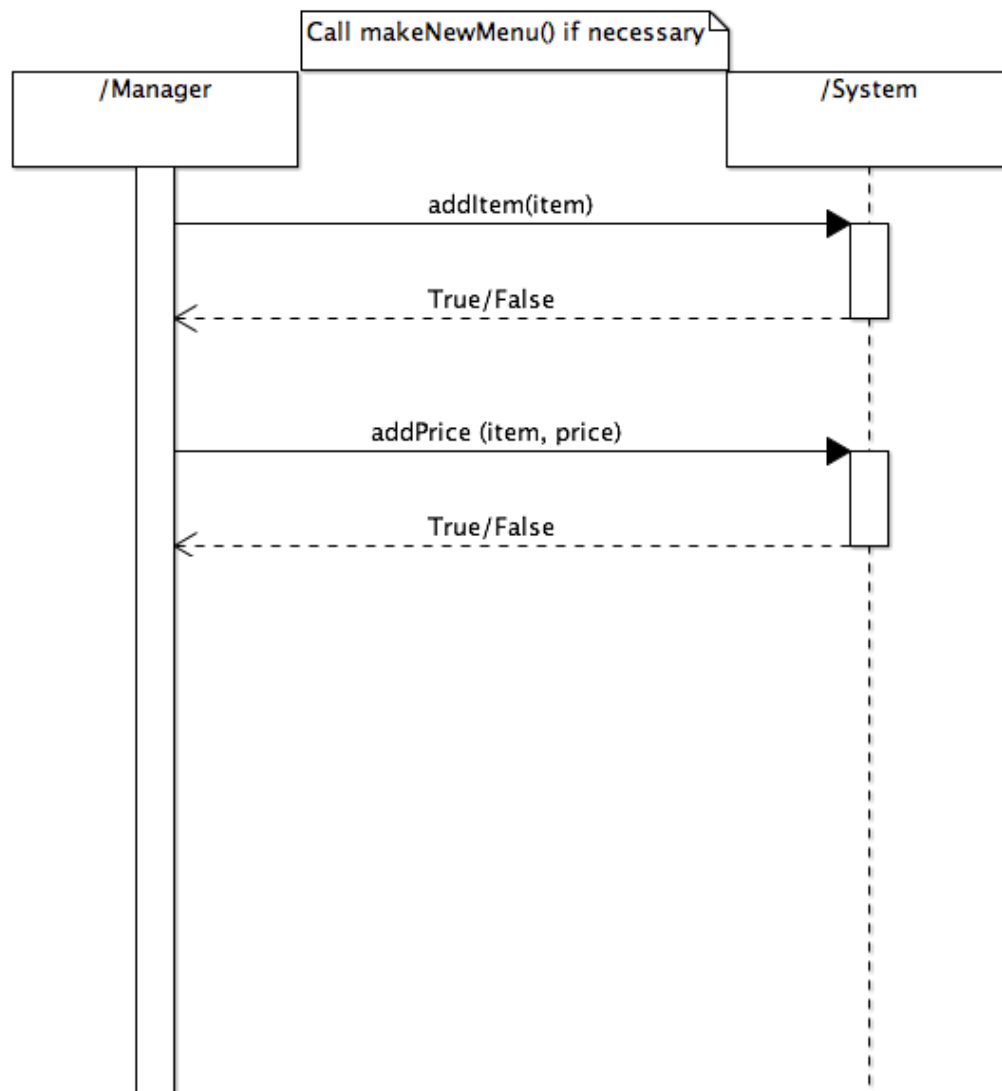 Call makeNewMenu() if necessary
/Manager
/System
addItem(item)
True/False
addPrice (item, price)
True/False